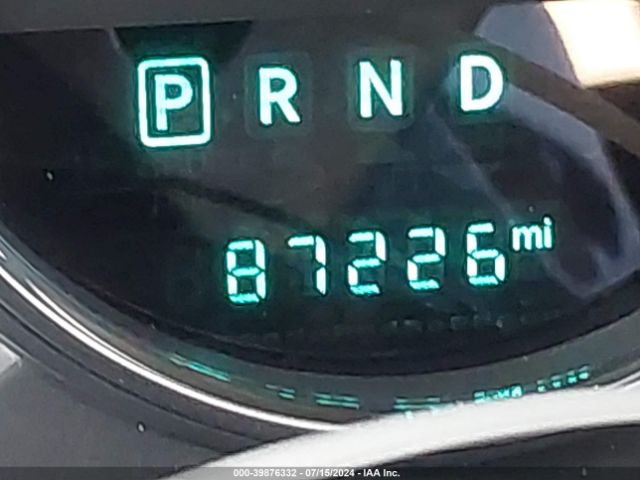 P R N D
87226 mi
000-39876332 - 07/15/2024 - IAA Inc.